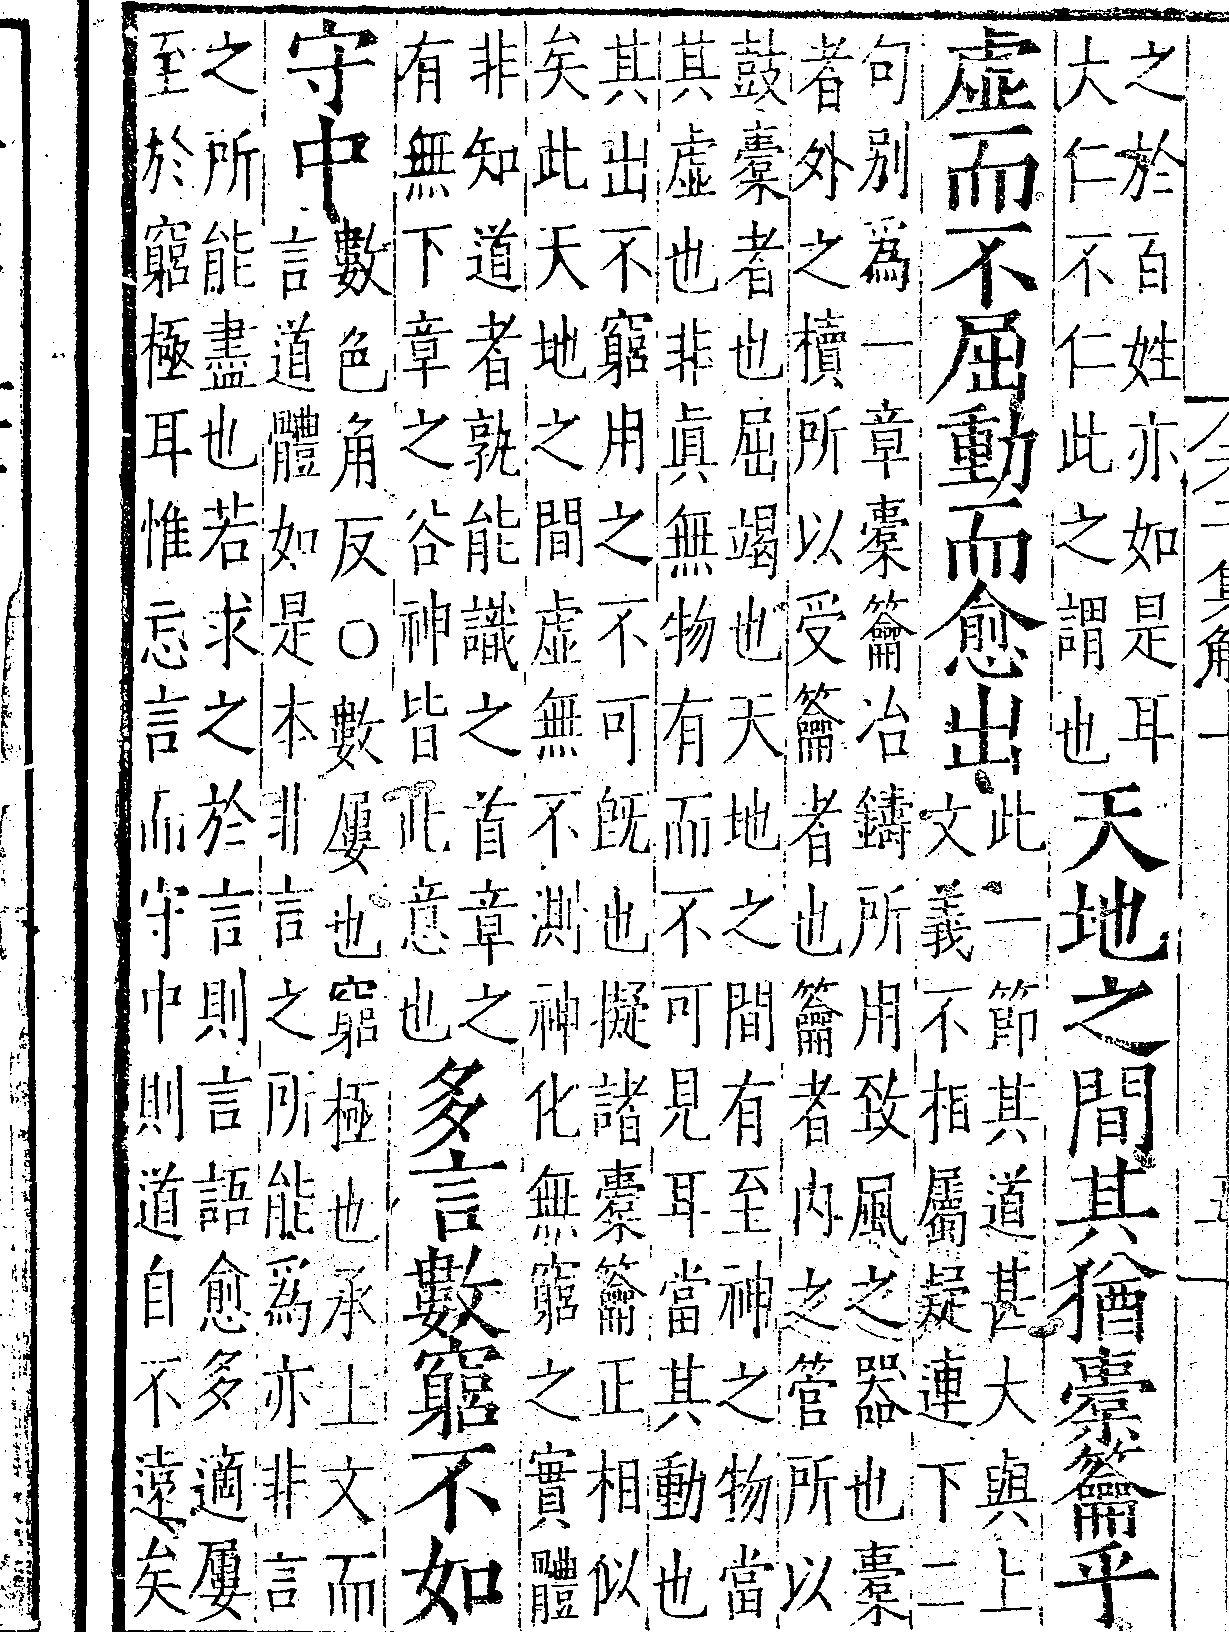 之於百姓亦如是耳
大仁不仁此之謂也
天地之間其猶橐籥乎
虛而不屈動而愈出
此一節其道甚大與上
文義不相屬疑連下二
句別爲一章橐籥冶鑄所用致風之器也橐
者外之櫝所以受籥者也籥者內之管所以
鼓橐者也屈竭也天地之間有至神之物當
其虛也非眞無物有而不可見耳當其動也
其出不窮用之不可旣也擬諸橐籥正相似
矣此天地之間虛無不測神化無窮之實體
非知道者孰能識之首章之
有無下章之谷神皆此意也
多言數窮不如
守中
數色角反○數屢也窮極也承上文而
言道體如是本非言之所能爲亦非言
之所能盡也若求之於言則言語愈多適屢
至於窮極耳惟忘言而守中則道自不遠矣